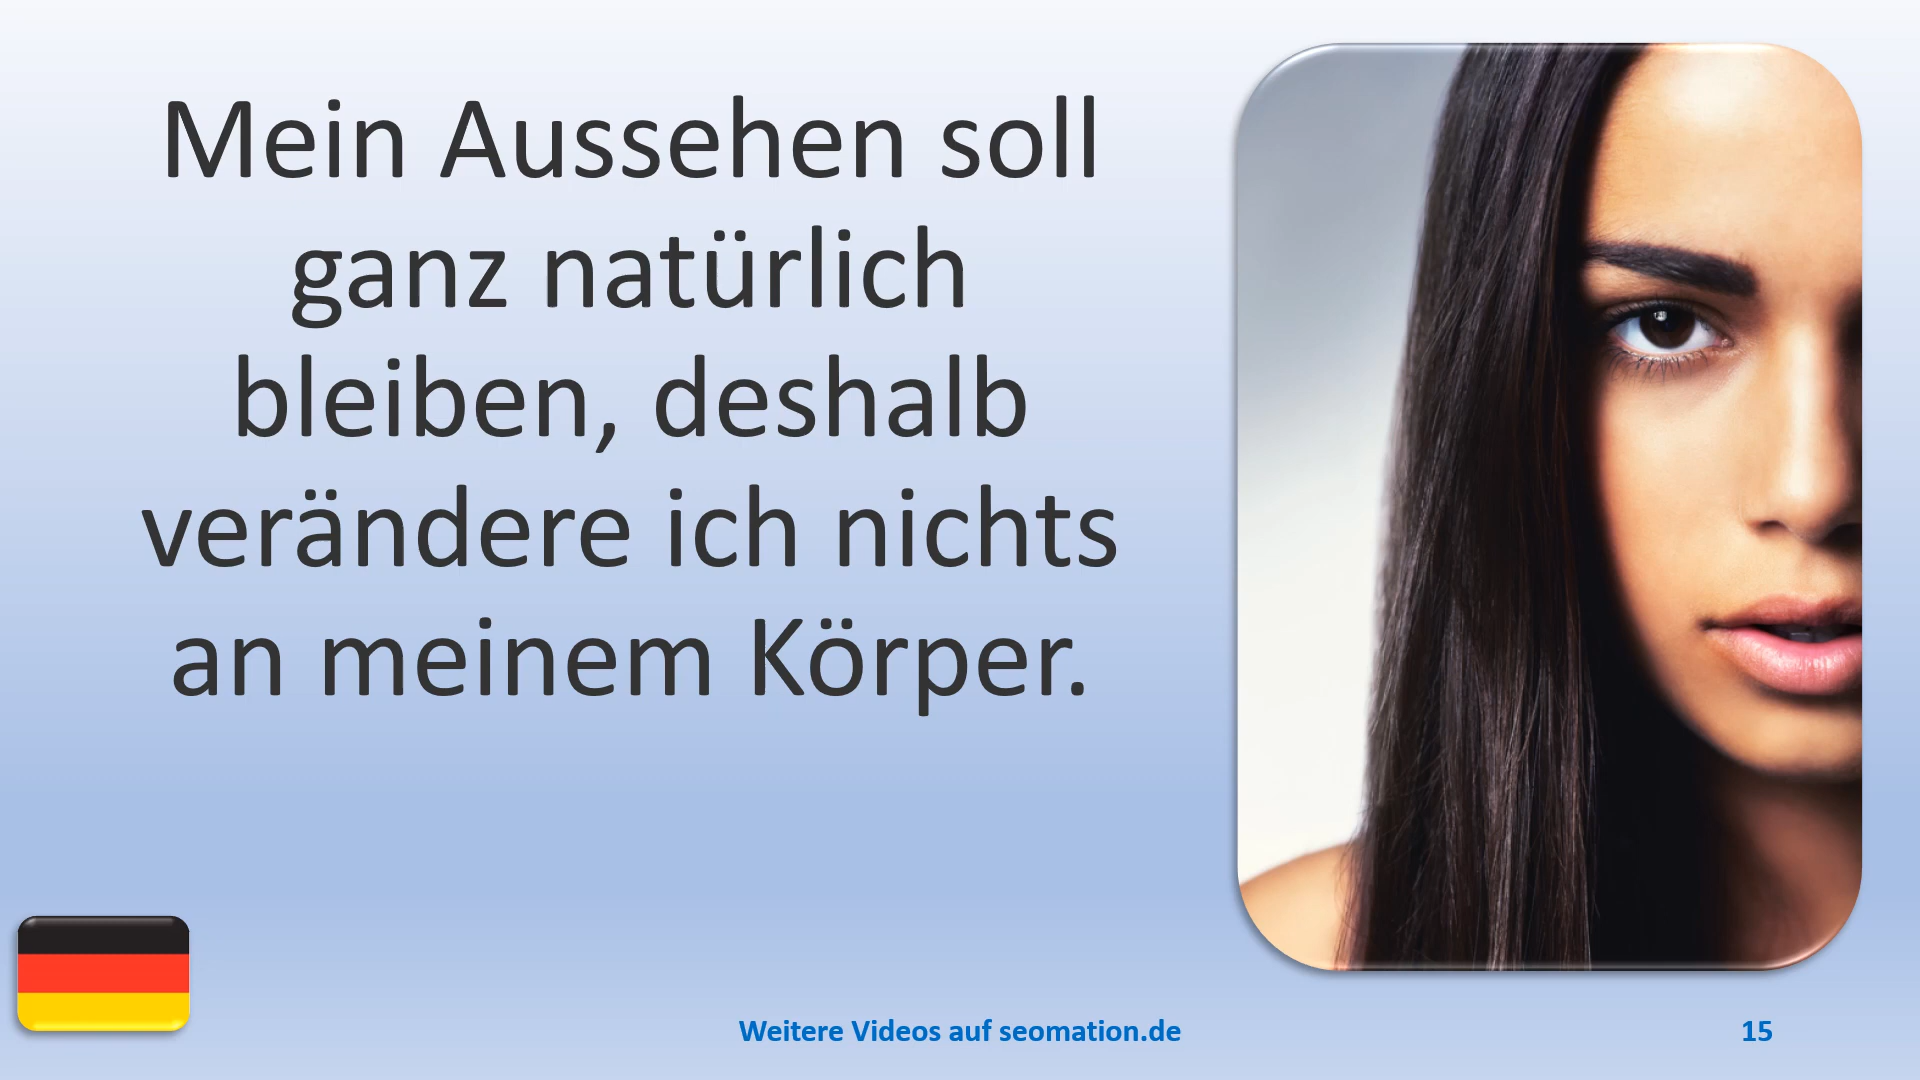 Mein Aussehen soll
ganz natürlich
bleiben, deshalb
verändere ich nichts
an meinem Körper.
Weitere Videos auf seomation.de
15